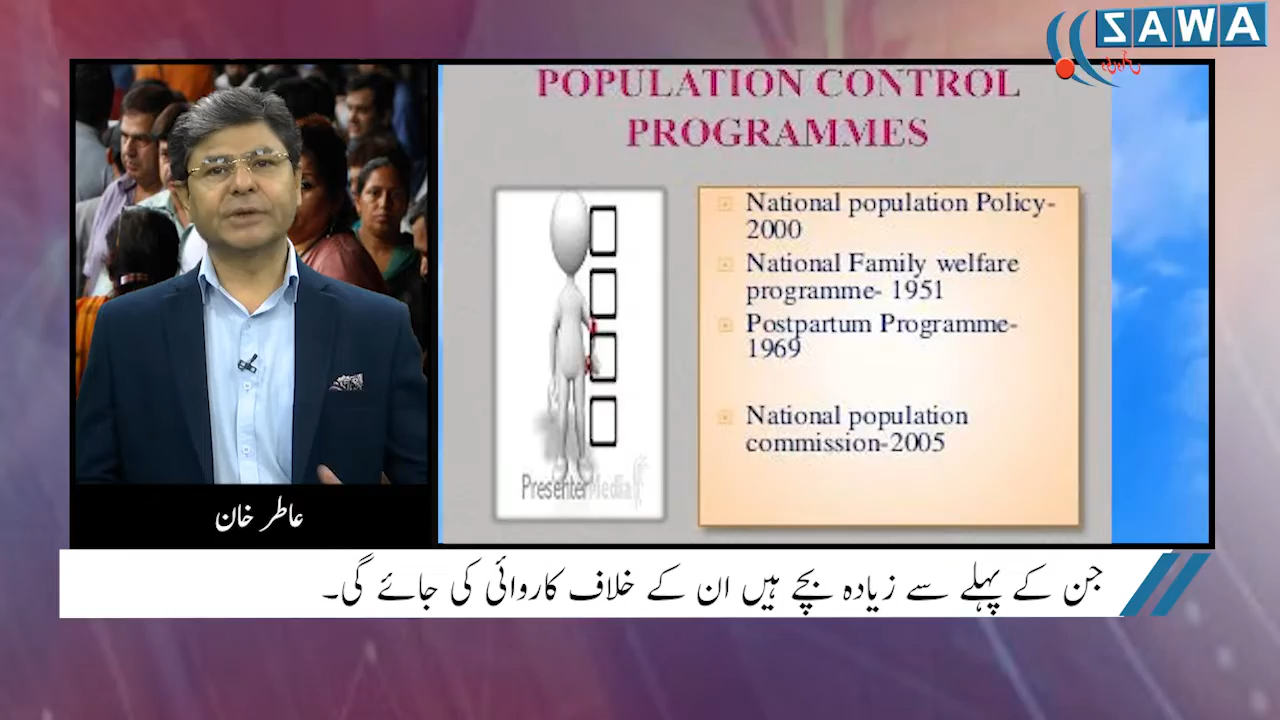 ZAWA
POPULATION CONTROL
PROGRAMMES
National population Policy-
2000
National Family welfare
programme- 1951
Postpartum Programme-
1969
National population
commission-2005
PresenterMedia
عاطر خان
جن کے پہلے سے زیادہ بچے ہیں ان کے خلاف کاروائی کی جائے گی۔